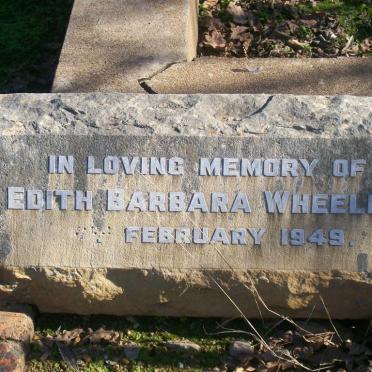 IN LOVING MEMORY OF
EDITH BARBARA
FEBRUARY 1949.